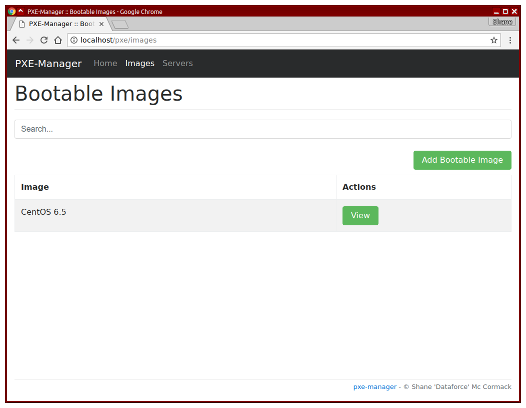 PXE-Manager :: Bootable Images - Google Chrome
PXE-Manager :: Boot
Shane
localhost/pxe/images
PXE-Manager Home Images Servers
Bootable Images
Search...
Add Bootable Image
Image Actions
CentOS 6.5 View
pxe-manager - © Shane 'Dataforce' Mc Cormack